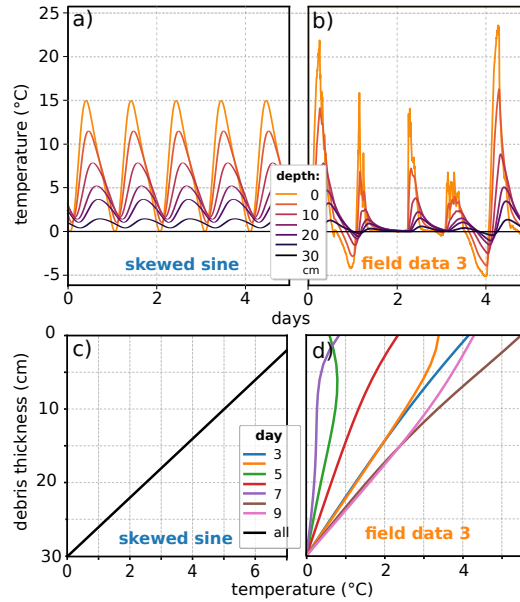 a)
b)
25
20
15
10
5
0
-5
temperature (°C)
depth:
0
10
20
30
cm
skewed sine
field data 3
0
2
4
0
2
4
days
c)
d)
0
10
20
30
debris thickness (cm)
day
3
5
7
9
all
skewed sine
field data 3
0
2
4
6
0
2
4
temperature (°C)